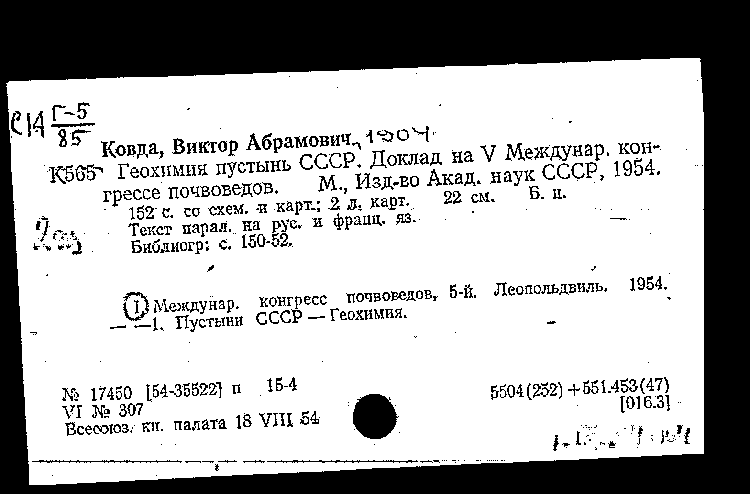 С14 Г-5
85
Ковда, Виктор Абрамович, 1904-
К565 Геохимия пустынь СССР. Доклад на V Междунар. кон-
грессе почвоведов. М., Изд-во Акад. наук СССР, 1954.
152 с. со схем. и карт.; 2 л. карт. 22 см. Б. ц.
Текст парал. на рус. и франц. яз.
Библиогр: с. 150-52.
I Междунар. конгресс почвоведов, 5-й. Леопольдвиль. 1954.
— —1. Пустыни СССР — Геохимия.
№ 17450 [54-35522] п 15-4
5504(252)+551.453(47)
VI № 307
[016.3]
Всесоюз. кн. палата 18 VIII 54